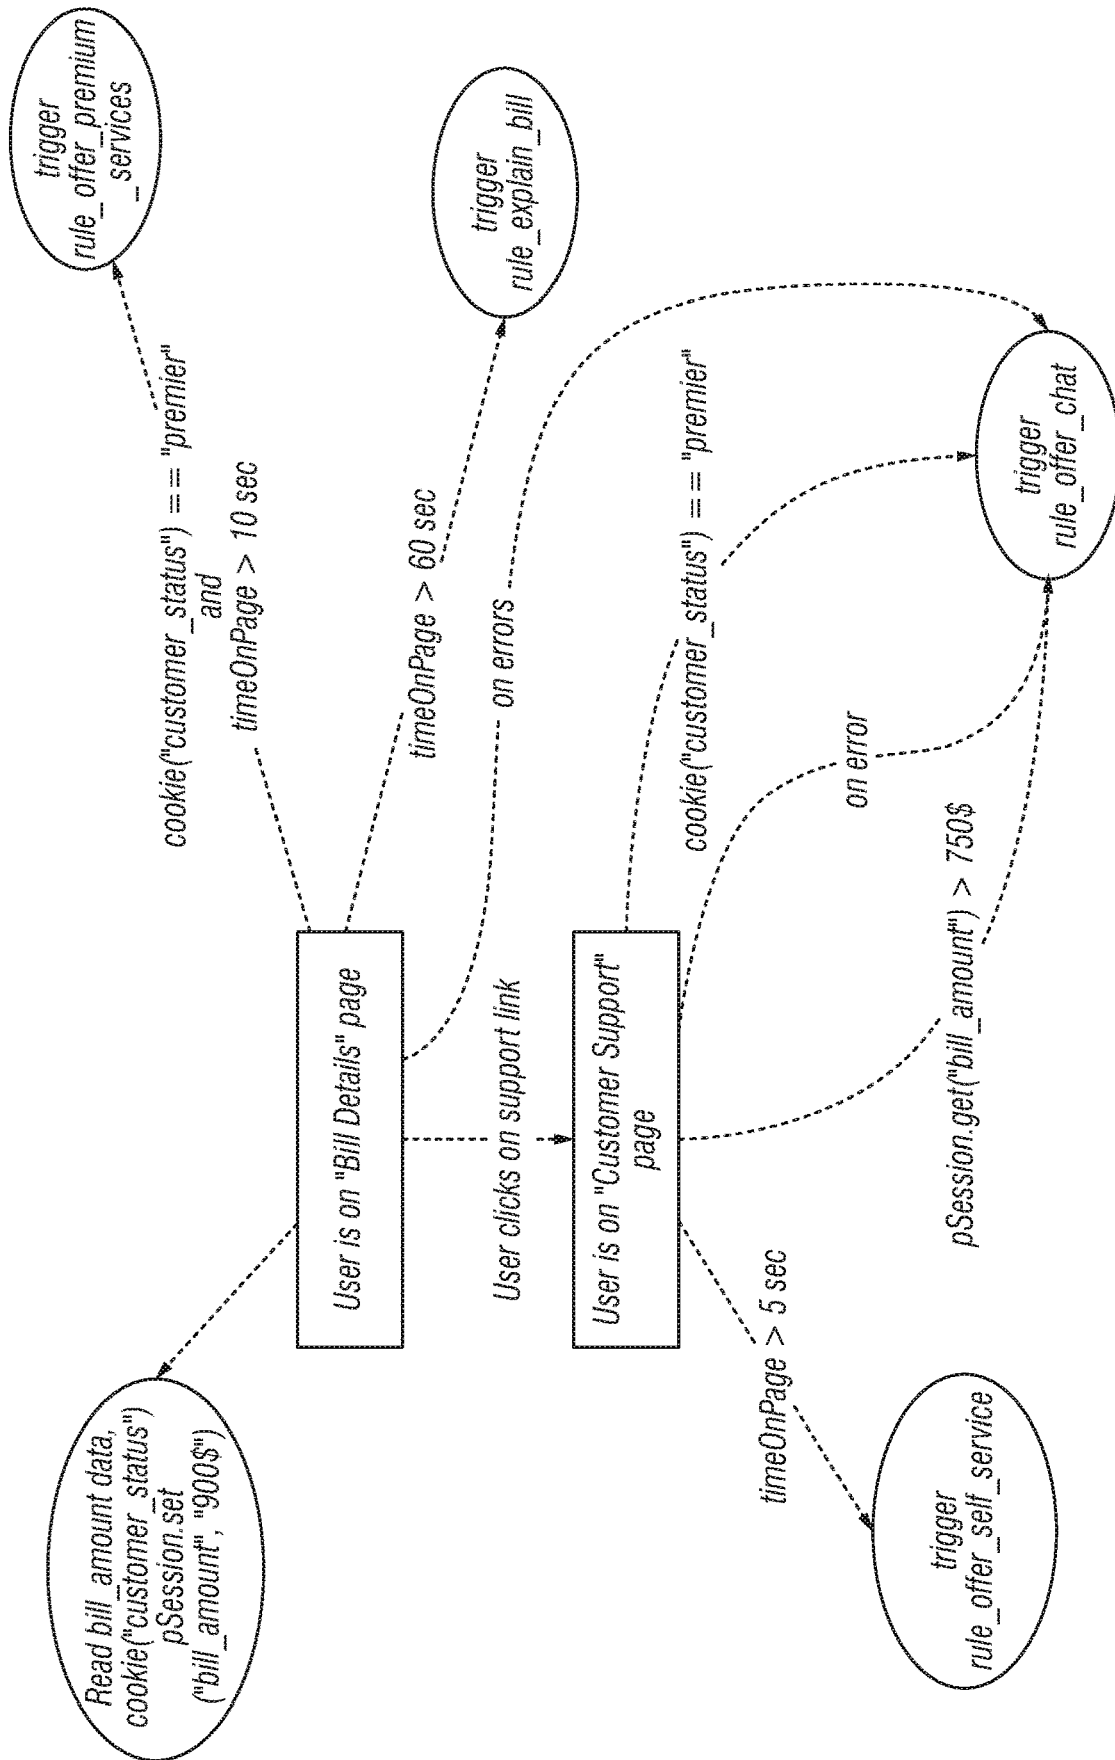 Read bill_amount data,
cookie("customer_status")
pSession.set
("bill_amount", "900$")
trigger
rule_offer_premium
_services
cookie("customer_status") = = "premier"
and
timeOnPage > 10 sec
User is on "Bill Details" page
timeOnPage > 60 sec
trigger
rule_explain_bill
on errors
User clicks on support link
User is on "Customer Support"
page
cookie("customer_status") = = "premier"
on error
pSession.get("bill_amount") > 750$
timeOnPage > 5 sec
trigger
rule_offer_self_service
trigger
rule_offer_chat